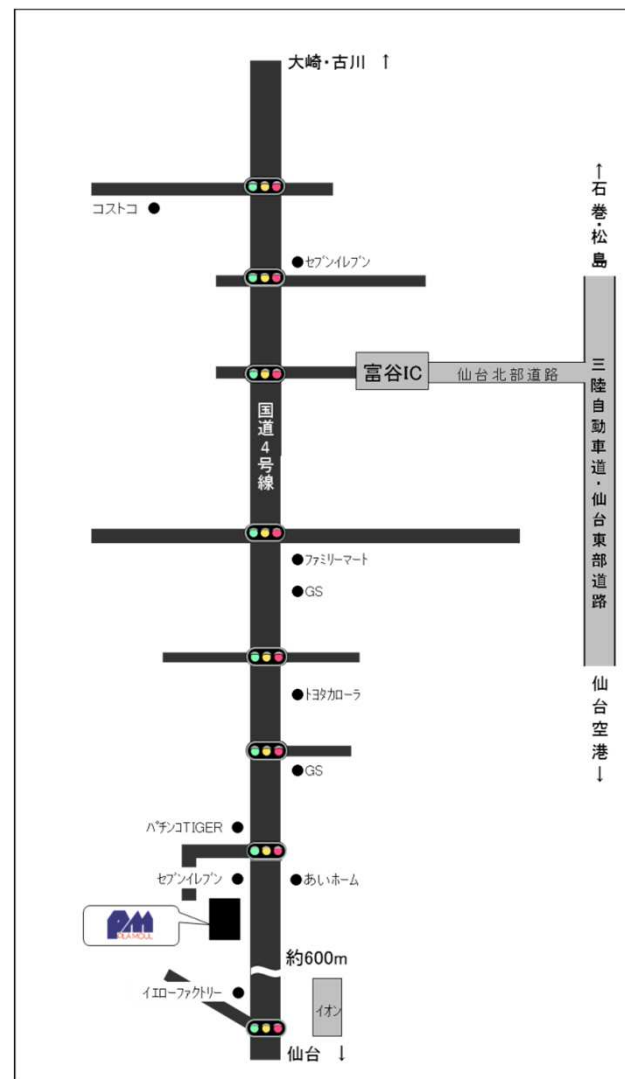 大崎・古川 ↑
↑石巻・松島
コストコ
セブンイレブン
富谷IC
仙台北部道路
三陸自動車道・仙台東部道路
国道4号線
ファミリーマート
GS
トヨタカローラ
仙台空港↓
GS
パチンコTIGER
セブンイレブン
あいホーム
PM
約600m
イエローファクトリー
イオン
仙台 ↓